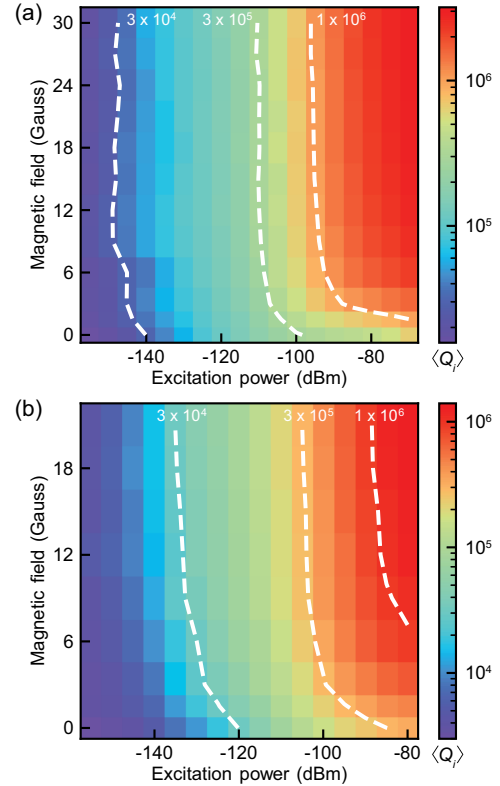 (a)
3 x 10⁴ 3 x 10⁵ 1 x 10⁶
30
24
18
12
6
0
Magnetic field (Gauss)
-140 -120 -100 -80
Excitation power (dBm)
10⁶
10⁵
⟨Qᵢ⟩
(b)
3 x 10⁴ 3 x 10⁵ 1 x 10⁶
18
12
6
0
Magnetic field (Gauss)
-140 -120 -100 -80
Excitation power (dBm)
10⁶
10⁵
10⁴
⟨Qᵢ⟩